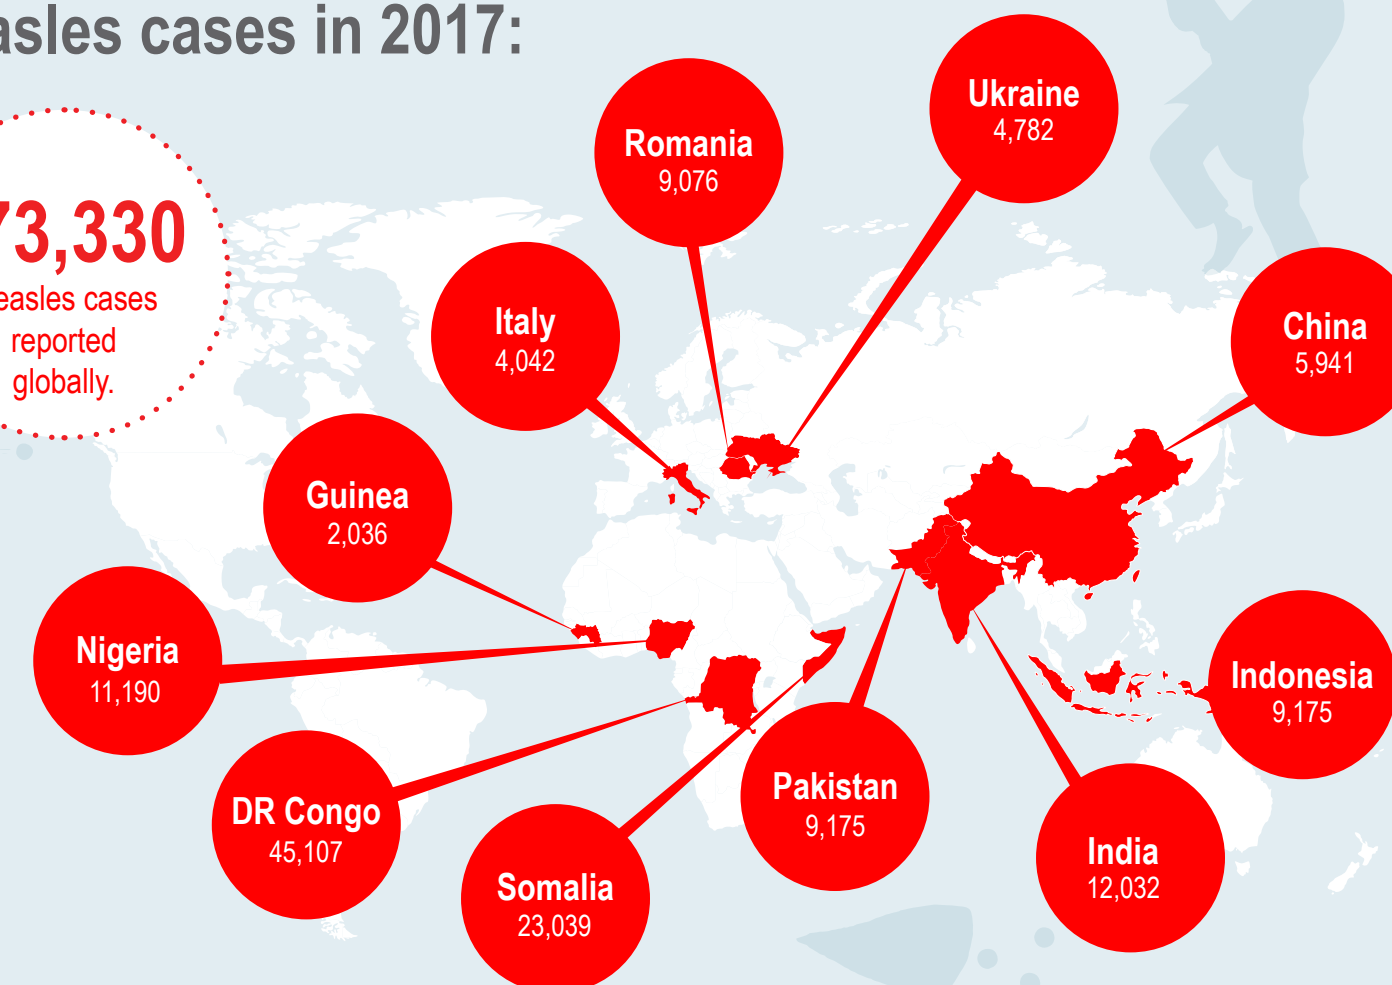 asles cases in 2017:
73,330
easles cases
reported
globally.
Ukraine
4,782
Romania
9,076
Italy
4,042
China
5,941
Guinea
2,036
Nigeria
11,190
Indonesia
9,175
DR Congo
45,107
Pakistan
9,175
India
12,032
Somalia
23,039